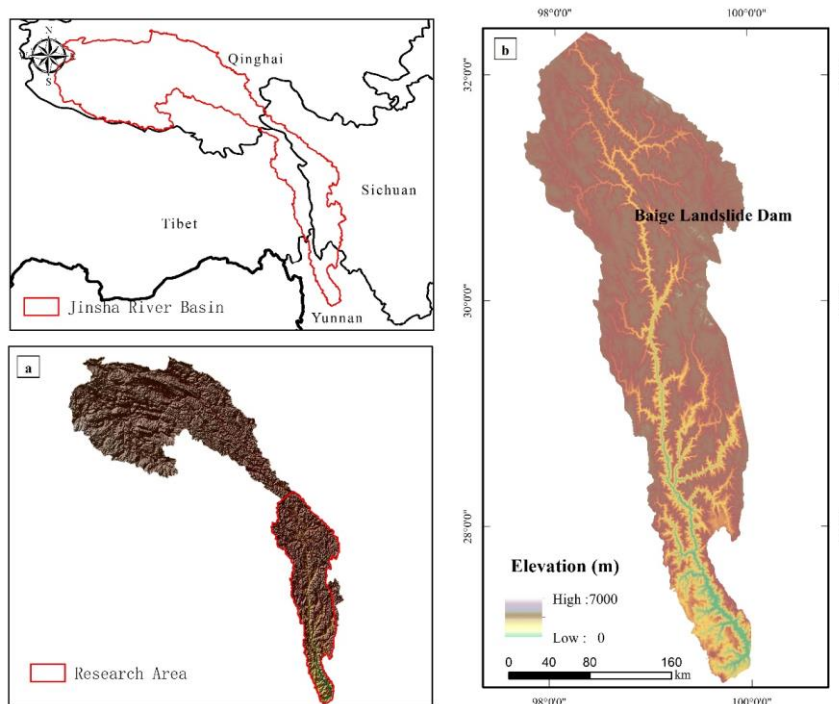 N
S
Qinghai
Sichuan
Tibet
Jinsha River Basin
Yunnan
a
Research Area
b
98°0'0"
100°0'0"
32°0'0"
Baige Landslide Dam
30°0'0"
28°0'0"
Elevation (m)
High :7000
Low : 0
0 40 80 160
km
98°0'0"
100°0'0"